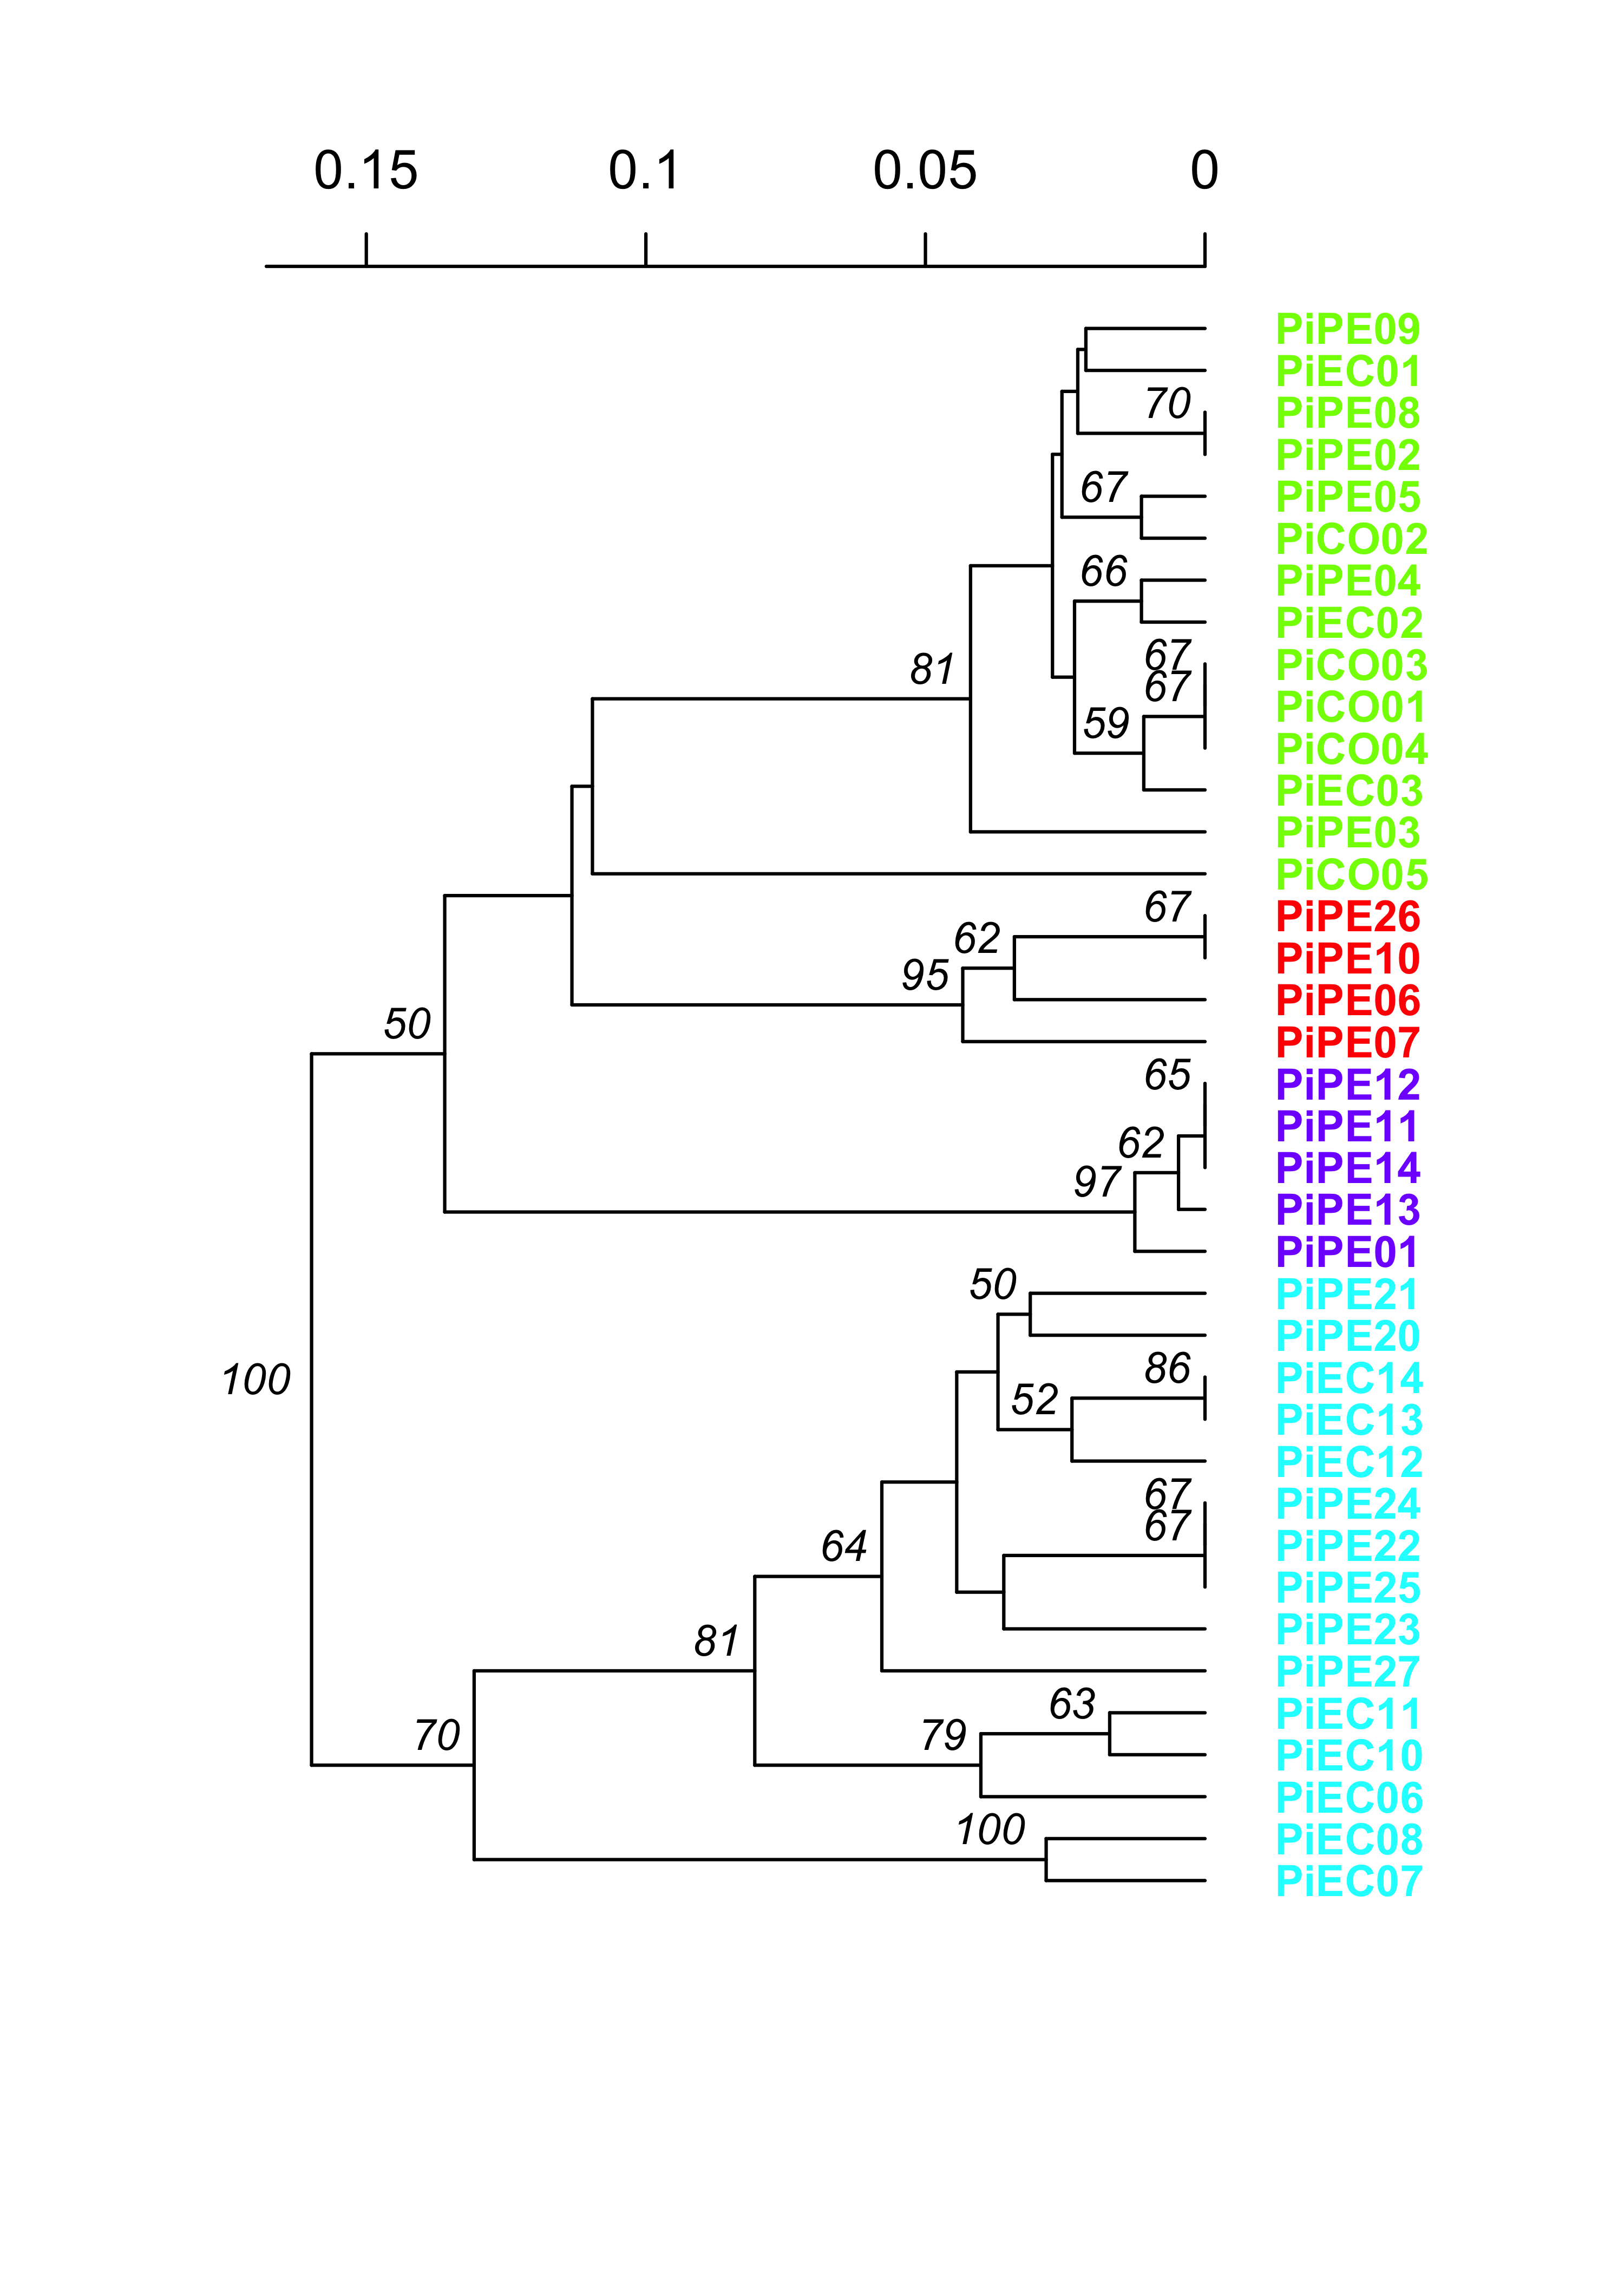 0.15 0.1 0.05 0
PiPE09
PiEC01
70 PiPE08
PiPE02
67 PiPE05
PiCO02
66 PiPE04
PiEC02
81 67 PiCO03
67 PiCO01
59 PiCO04
PiEC03
PiPE03
PiCO05
67 PiPE26
62 PiPE10
95 PiPE06
50 PiPE07
65 PiPE12
62 PiPE11
97 PiPE14
PiPE13
PiPE01
50 PiPE21
PiPE20
100 86 PiEC14
52 PiEC13
PiEC12
67 PiPE24
64 67 PiPE22
PiPE25
81 PiPE23
PiPE27
63 PiEC11
70 79 PiEC10
PiEC06
100 PiEC08
PiEC07